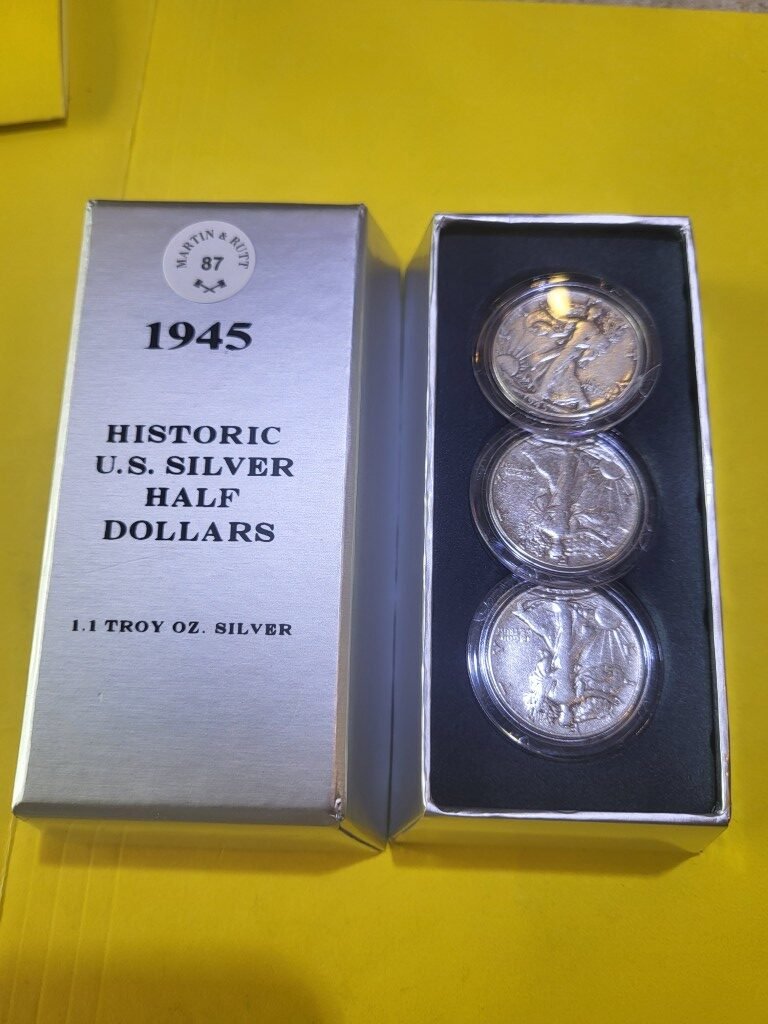 MARTIN & RUTT
87
1945
HISTORIC
U.S. SILVER
HALF
DOLLARS
1.1 TROY OZ. SILVER